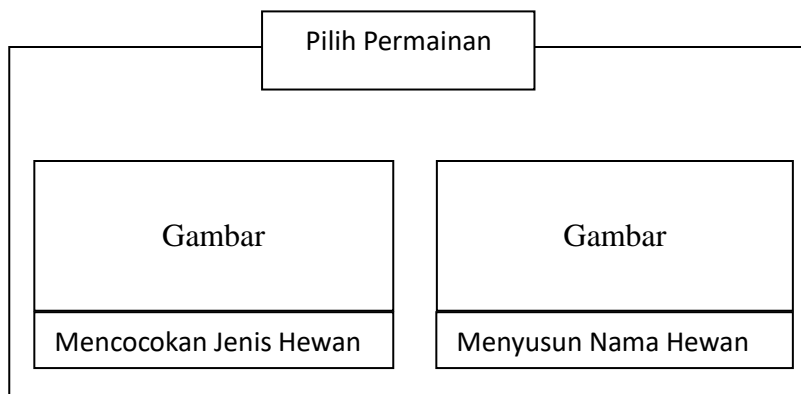 Pilih Permainan
Gambar
Gambar
Mencocokan Jenis Hewan
Menyusun Nama Hewan